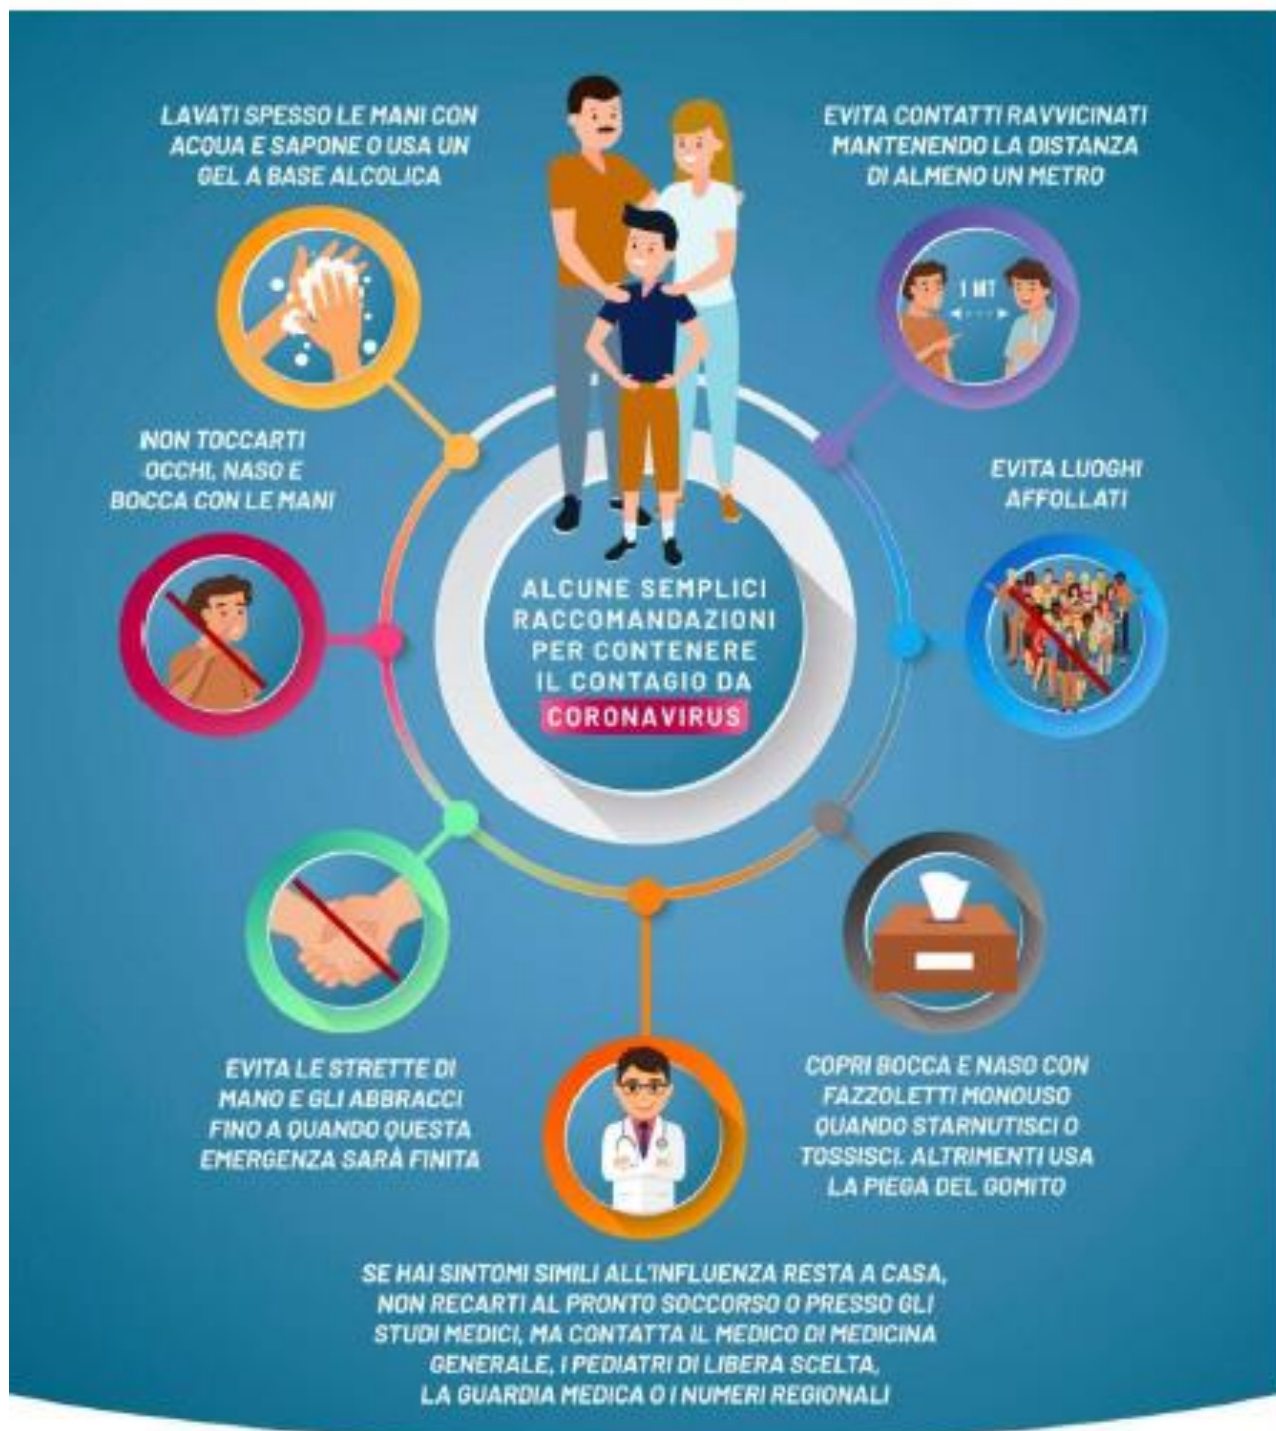 LAVATI SPESSO LE MANI CON
ACQUA E SAPONE O USA UN
GEL A BASE ALCOLICA
EVITA CONTATTI RAVVICINATI
MANTENENDO LA DISTANZA
DI ALMENO UN METRO
1 MT
NON TOCCARTI
OCCHI, NASO E
BOCCA CON LE MANI
EVITA LUOGHI
AFFOLLATI
ALCUNE SEMPLICI
RACCOMANDAZIONI
PER CONTENERE
IL CONTAGIO DA
CORONAVIRUS
EVITA LE STRETTE DI
MANO E GLI ABBRACCI
FINO A QUANDO QUESTA
EMERGENZA SARÀ FINITA
COPRI BOCCA E NASO CON
FAZZOLETTI MONOUSO
QUANDO STARNUTISCI O
TOSSISCI. ALTRIMENTI USA
LA PIEGA DEL GOMITO
SE HAI SINTOMI SIMILI ALL'INFLUENZA RESTA A CASA,
NON RECARTI AL PRONTO SOCCORSO O PRESSO GLI
STUDI MEDICI, MA CONTATTA IL MEDICO DI MEDICINA
GENERALE, I PEDIATRI DI LIBERA SCELTA,
LA GUARDIA MEDICA O I NUMERI REGIONALI